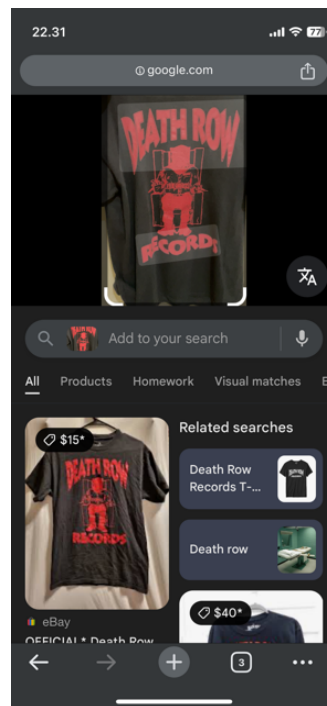 22.31
77
google.com
DEATH ROW
RECORDS
Add to your search
All Products Homework Visual matches
$15*
DEATH ROW
RECORDS
eBay
OFFICIAL* Death Row
Related searches
Death Row
Records T-...
Death row
$40*
3